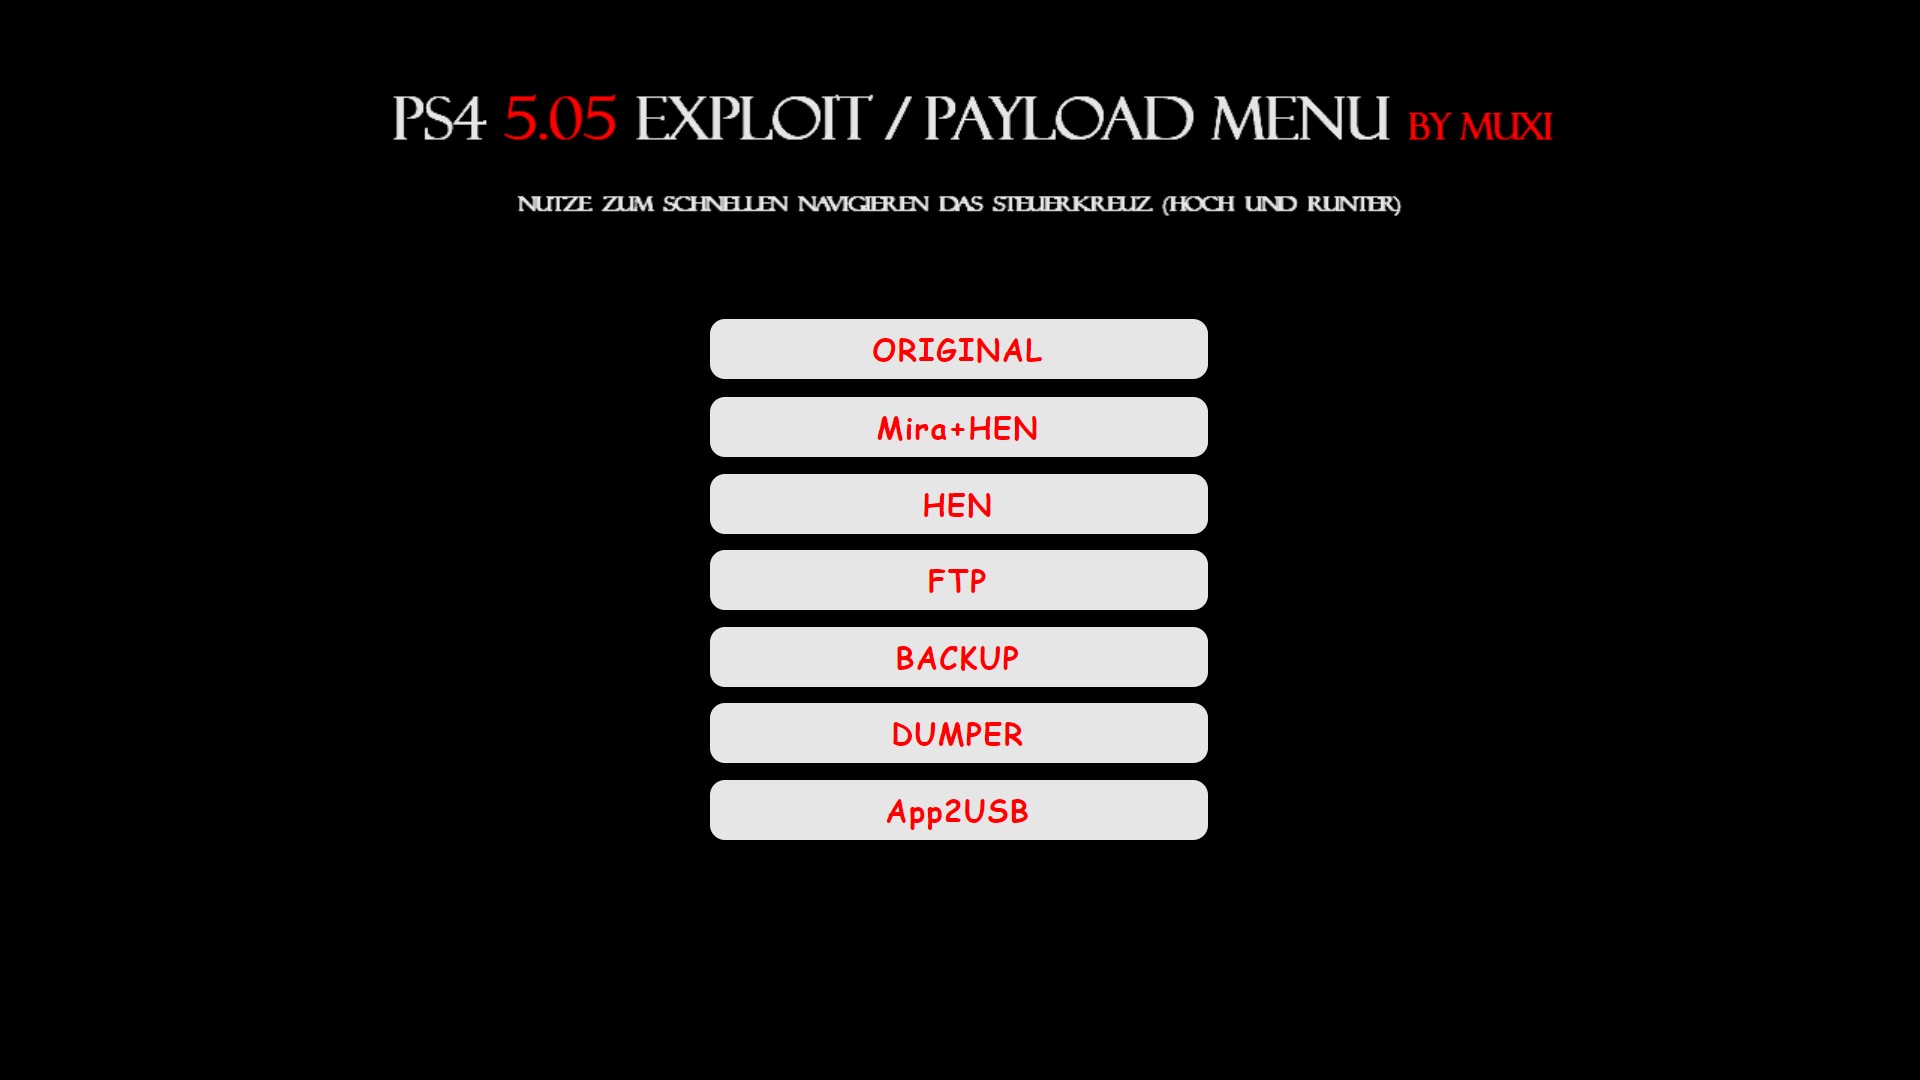 PS4 5.05 EXPLOIT / PAYLOAD MENU BY MUXI
NUTZE ZUM SCHNELLEN NAVIGIEREN DAS STEUERKREUZ (HOCH UND RUNTER)
ORIGINAL
Mira+HEN
HEN
FTP
BACKUP
DUMPER
App2USB